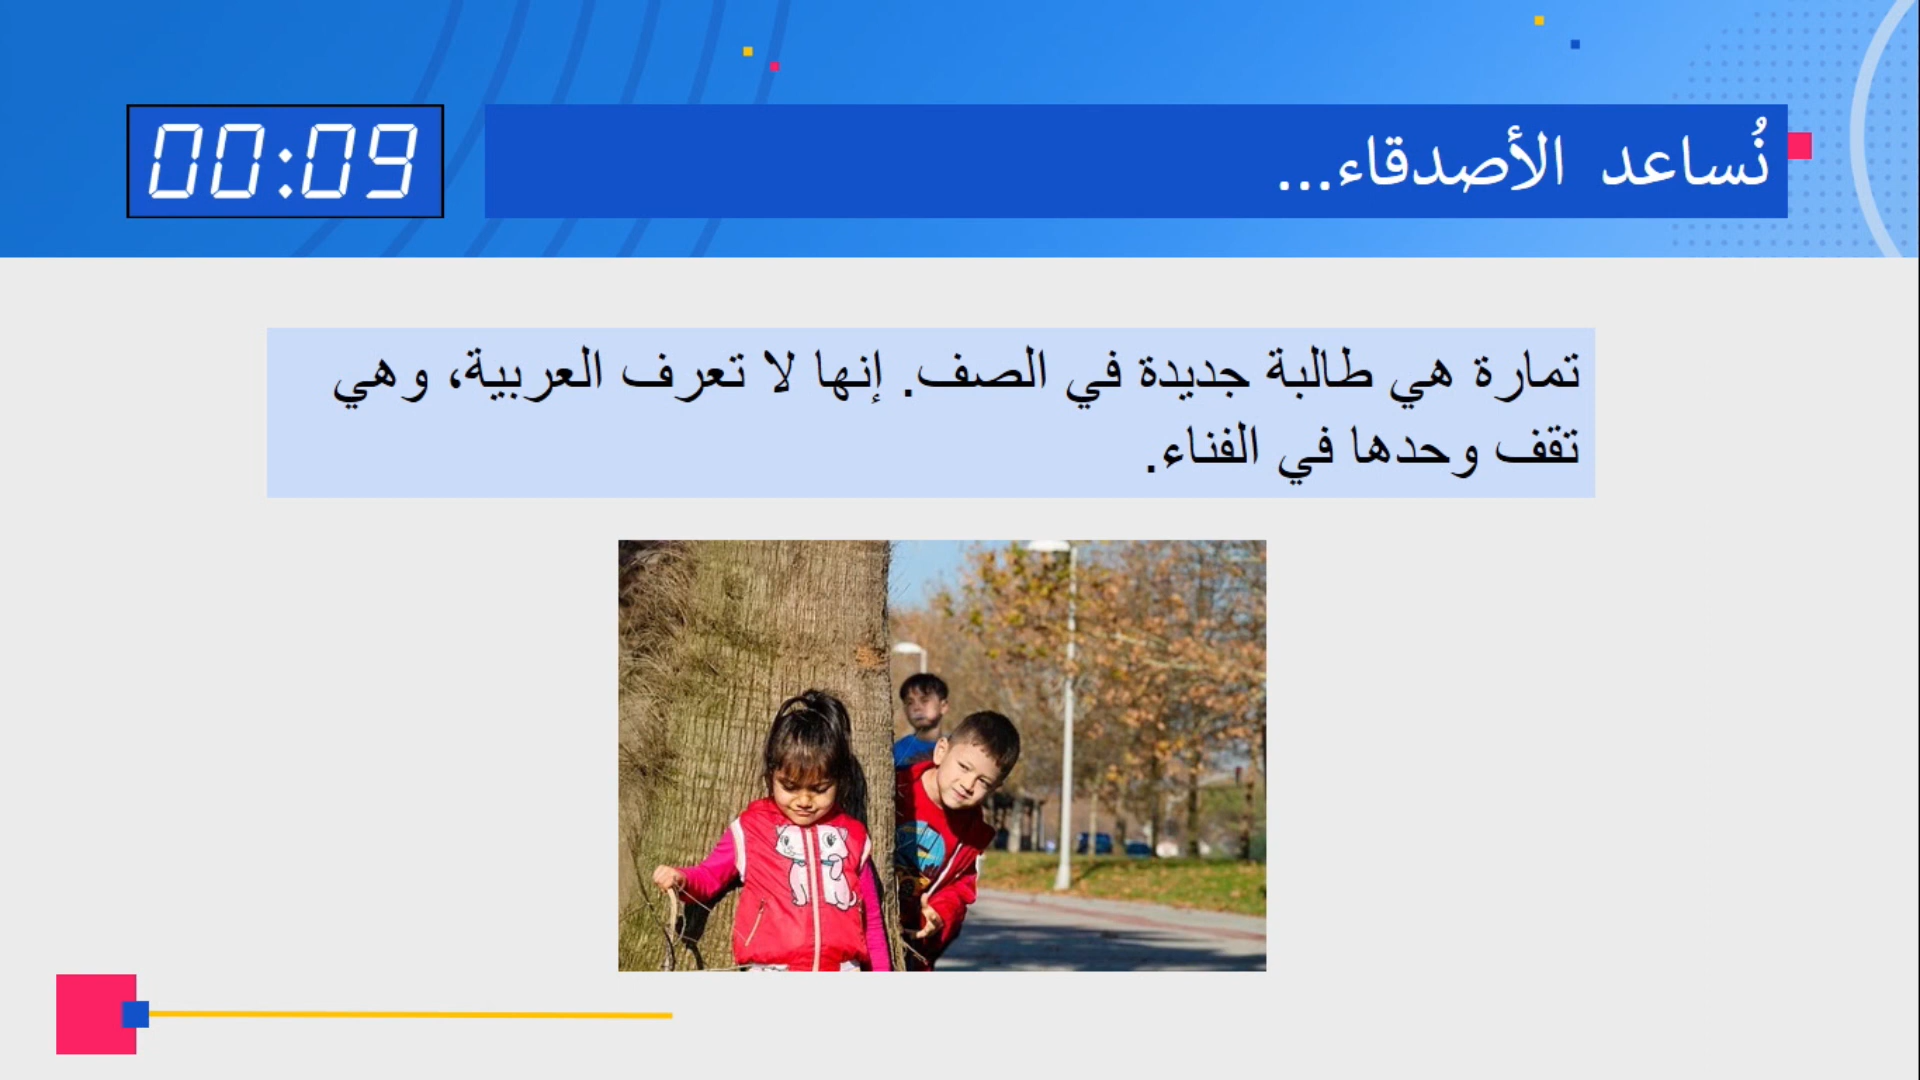 نُساعد الأصدقاء...
00:09
تمارة هي طالبة جديدة في الصف. إنها لا تعرف العربية، وهي
تقف وحدها في الفناء.